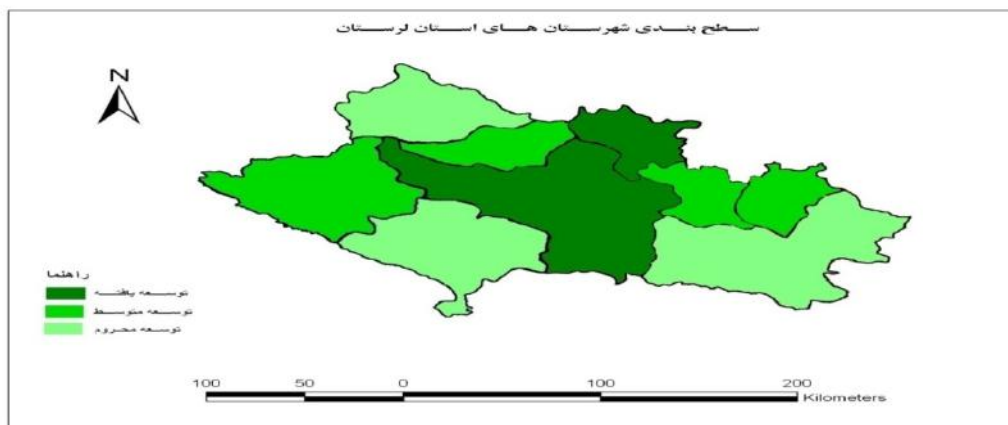 سطح بندی شهرستان های استان لرستان
N
راهنما
توسعه یافته
توسعه متوسط
توسعه محروم
100 50 0 100 200
Kilometers